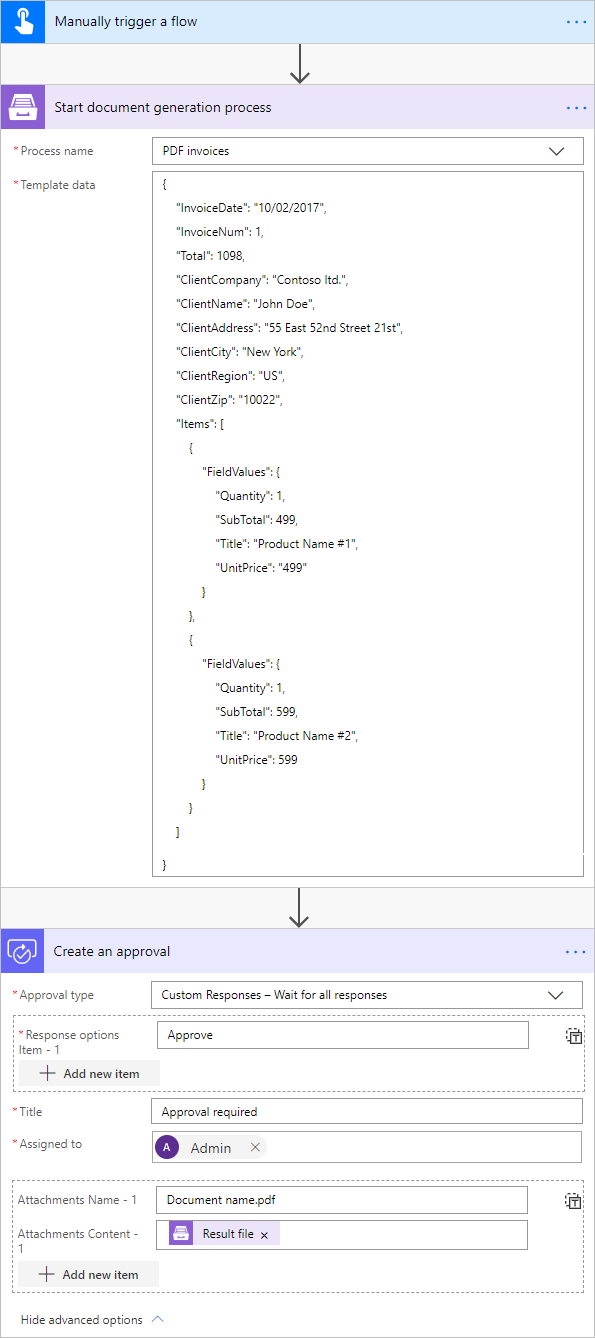 Manually trigger a flow
Start document generation process
*Process name
PDF invoices
*Template data
{
"InvoiceDate": "10/02/2017",
"InvoiceNum": 1,
"Total": 1098,
"ClientCompany": "Contoso ltd.",
"ClientName": "John Doe",
"ClientAddress": "55 East 52nd Street 21st",
"ClientCity": "New York",
"ClientRegion": "US",
"ClientZip": "10022",
"Items": [
{
"FieldValues": {
"Quantity": 1,
"SubTotal": 499,
"Title": "Product Name #1",
"UnitPrice": "499"
}
},
{
"FieldValues": {
"Quantity": 1,
"SubTotal": 599,
"Title": "Product Name #2",
"UnitPrice": 599
}
}
]
}
Create an approval
*Approval type
Custom Responses – Wait for all responses
*Response options
Item - 1
Approve
Add new item
*Title
Approval required
*Assigned to
A Admin
Attachments Name - 1
Document name.pdf
Attachments Content -
1
Result file
Add new item
Hide advanced options